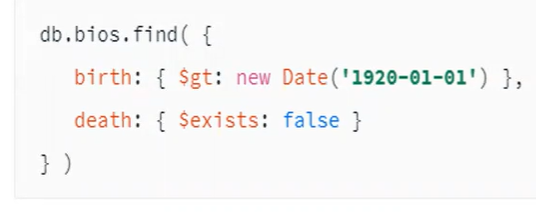 db.bios.find( {
birth: { $gt: new Date('1920-01-01') },
death: { $exists: false }
} )